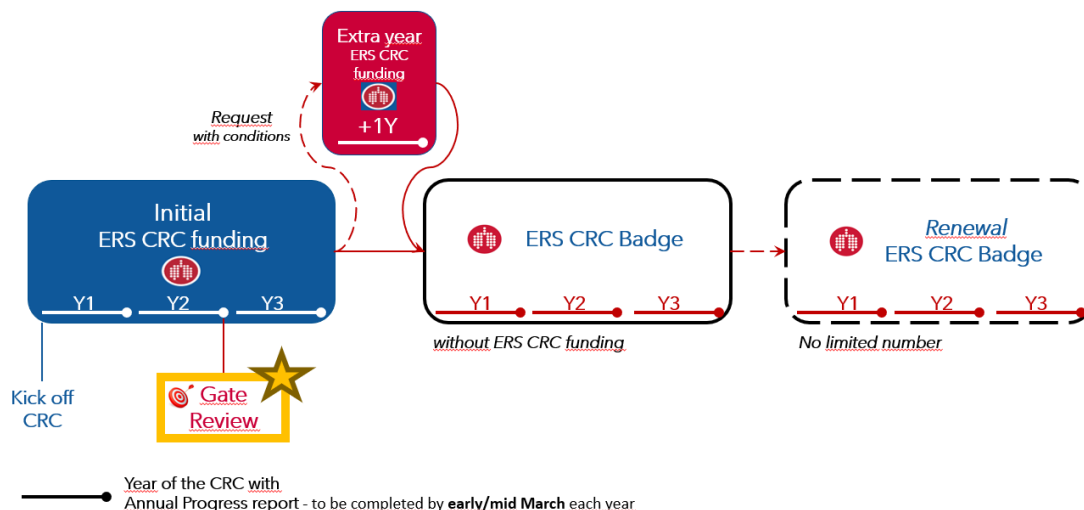 Extra year
ERS CRC
funding
+1Y
Request
with conditions
Initial
ERS CRC funding
Y1 Y2 Y3
ERS CRC Badge
Y1 Y2 Y3
Renewal
ERS CRC Badge
Y1 Y2 Y3
without ERS CRC funding
No limited number
Kick off
CRC
Gate
Review
Year of the CRC with
Annual Progress report - to be completed by early/mid March each year